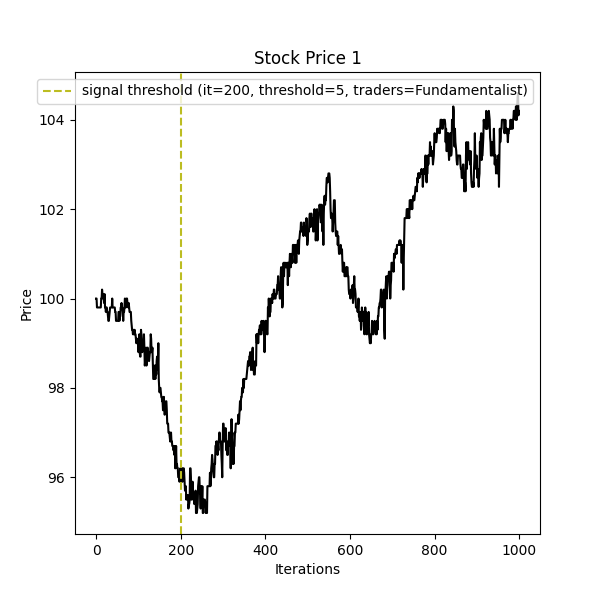 Stock Price 1
signal threshold (it=200, threshold=5, traders=Fundamentalist)
104
102
100
98
96
Price
0 200 400 600 800 1000
Iterations